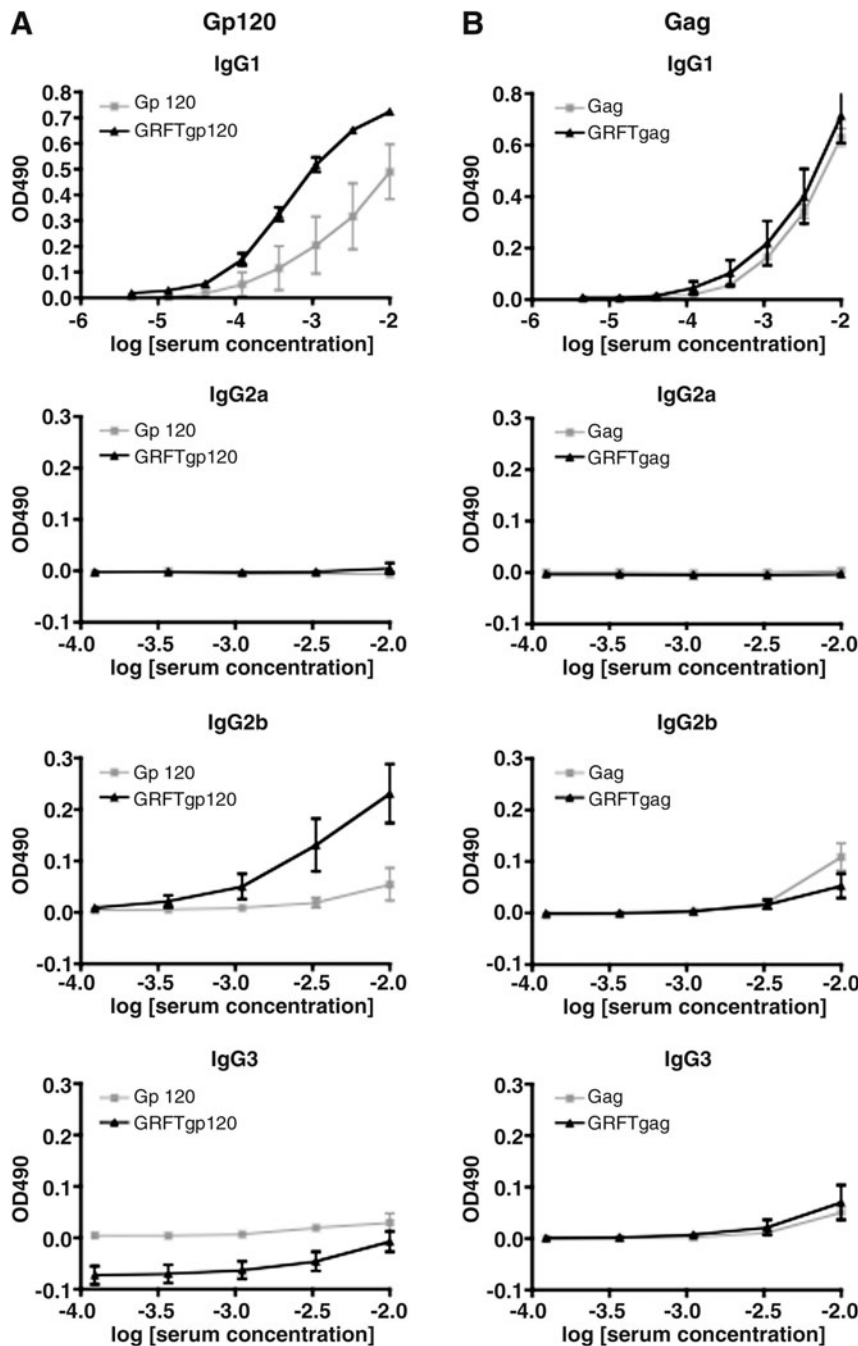 A Gp120
IgG1
Gp 120
GRFTgp120
OD490
0.8
0.7
0.6
0.5
0.4
0.3
0.2
0.1
0.0
-6 -5 -4 -3 -2
log [serum concentration]
IgG2a
Gp 120
GRFTgp120
OD490
0.3
0.2
0.1
0.0
-0.1
-4.0 -3.5 -3.0 -2.5 -2.0
log [serum concentration]
IgG2b
Gp 120
GRFTgp120
OD490
0.3
0.2
0.1
0.0
-0.1
-4.0 -3.5 -3.0 -2.5 -2.0
log [serum concentration]
IgG3
Gp 120
GRFTgp120
OD490
0.3
0.2
0.1
0.0
-0.1
-4.0 -3.5 -3.0 -2.5 -2.0
log [serum concentration]
B Gag
IgG1
Gag
GRFTgag
OD490
0.8
0.6
0.4
0.2
0.0
-6 -5 -4 -3 -2
log [serum concentration]
IgG2a
Gag
GRFTgag
OD490
0.3
0.2
0.1
0.0
-0.1
-4.0 -3.5 -3.0 -2.5 -2.0
log [serum concentration]
IgG2b
Gag
GRFTgag
OD490
0.3
0.2
0.1
0.0
-0.1
-4.0 -3.5 -3.0 -2.5 -2.0
log [serum concentration]
IgG3
Gag
GRFTgag
OD490
0.3
0.2
0.1
0.0
-0.1
-4.0 -3.5 -3.0 -2.5 -2.0
log [serum concentration]